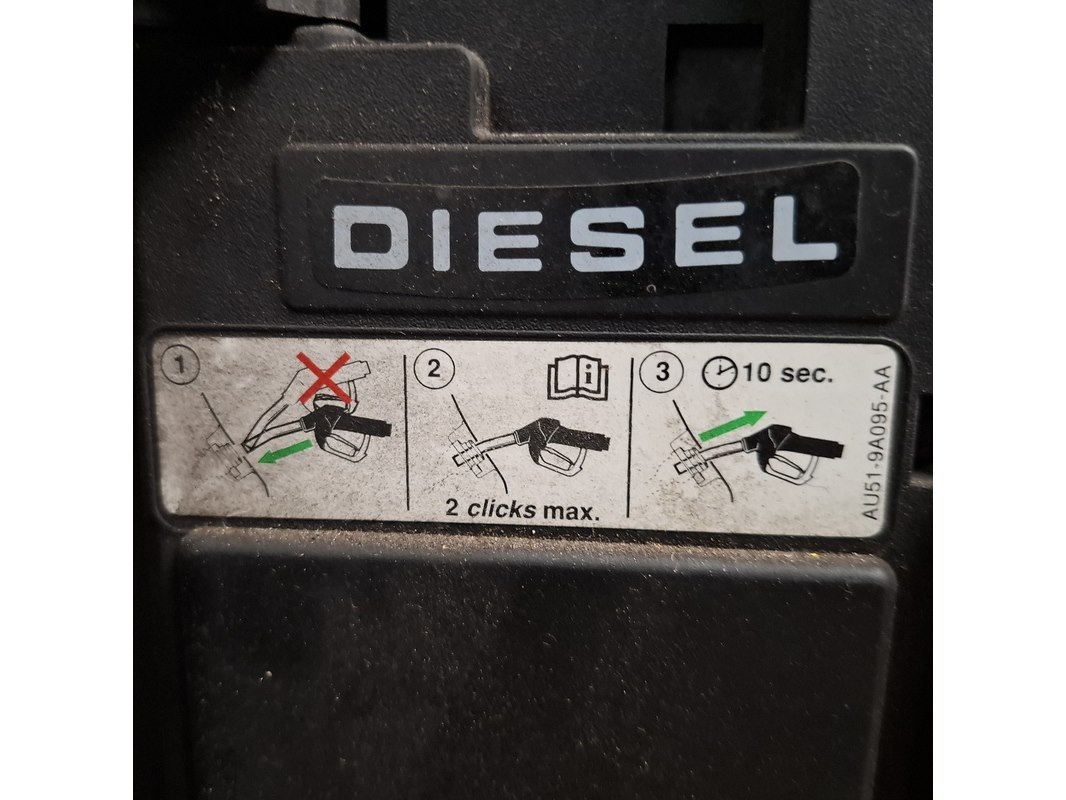 DIESEL
1
2
i
2 clicks max.
3
10 sec.
AU51-9A095-AA